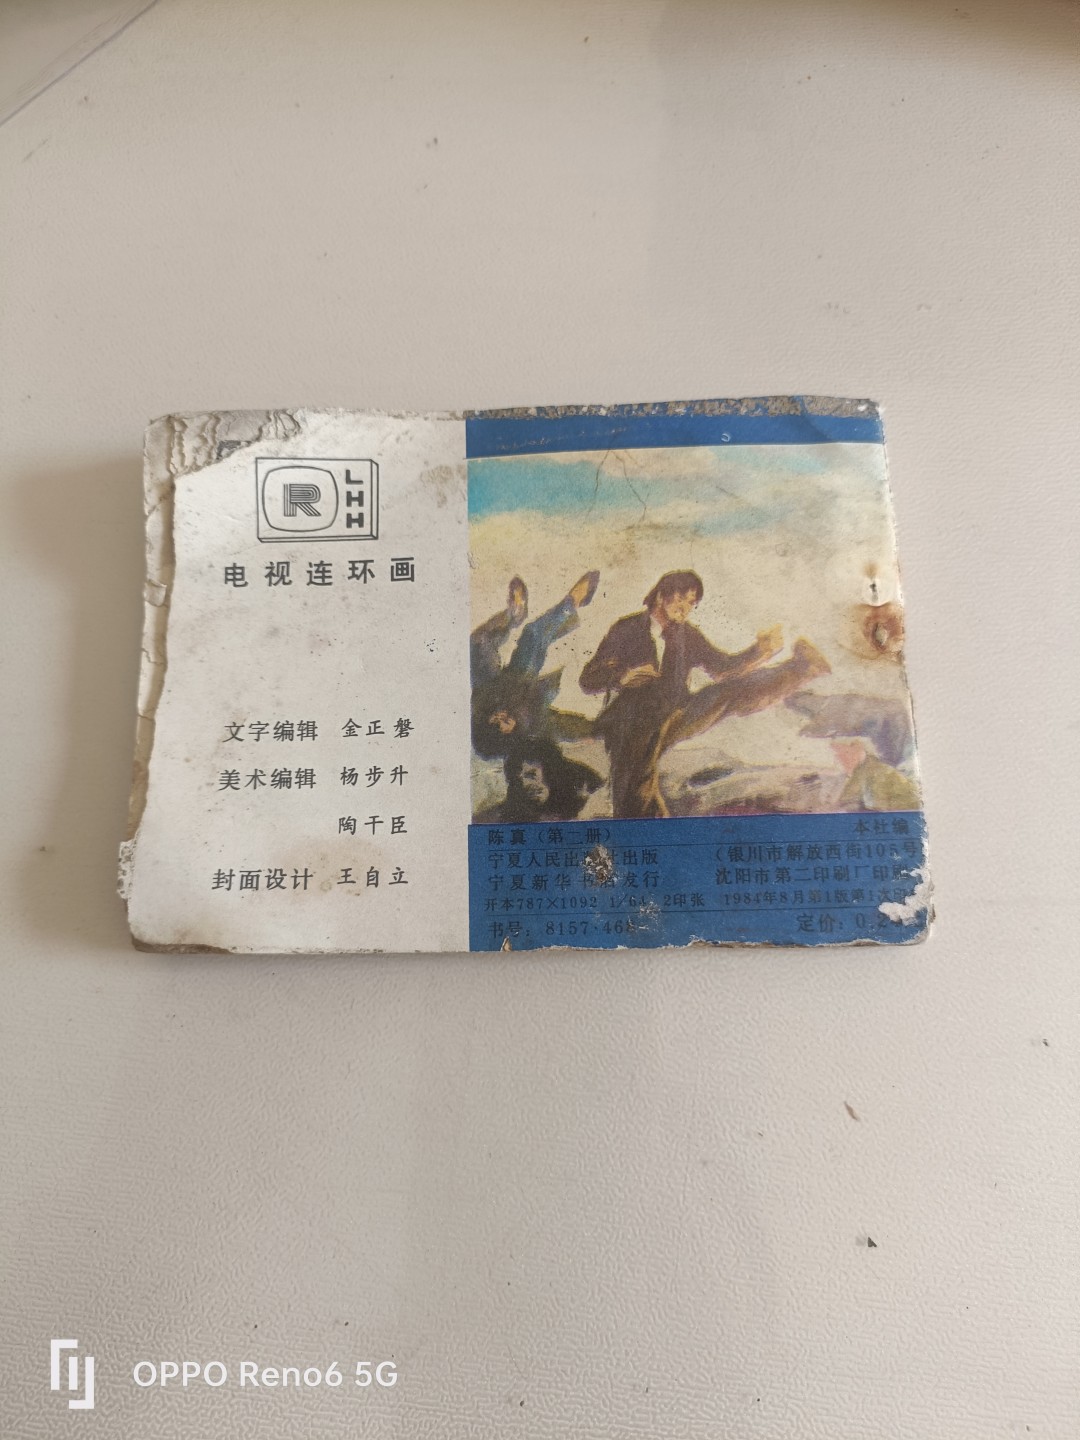 R
LHH
电视连环画
文字编辑 金正磐
美术编辑 杨步升
陶干臣
封面设计 王自立
陈真(第二册)
本社编
宁夏人民出版社出版
(银川市解放西街105号
宁夏新华书店发行
沈阳市第二印刷厂印刷
开本787×1092 1/64 2印张
1984年8月第1版第1次印
书号:8157·468
定价:0.2
OPPO Reno6 5G